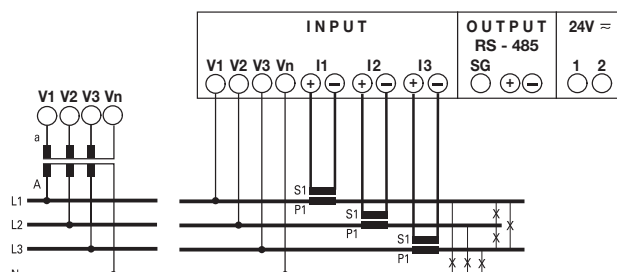 INPUT
OUTPUT
24V ≂
RS - 485
V1 V2 V3 Vn I1 I2 I3 SG 1 2
+ − + − + − + −
V1 V2 V3 Vn
a
A
S1
P1
S1
P1
S1
P1
L1
L2
L3